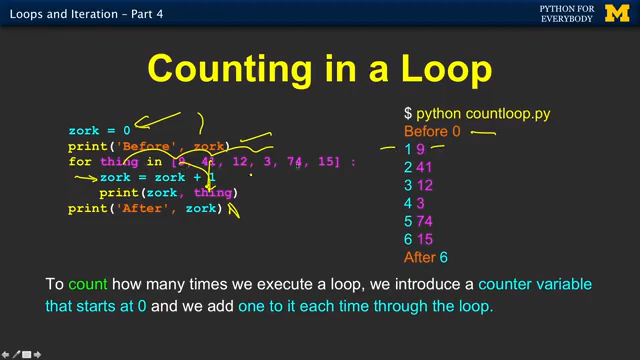 Loops and Iteration - Part 4
PYTHON FOR
EVERYBODY
Counting in a Loop
zork = 0
print('Before', zork)
for thing in [9, 41, 12, 3, 74, 15] :
zork = zork + 1
print(zork, thing)
print('After', zork)
$ python countloop.py
Before 0
1 9
2 41
3 12
4 3
5 74
6 15
After 6
To count how many times we execute a loop, we introduce a counter variable
that starts at 0 and we add one to it each time through the loop.